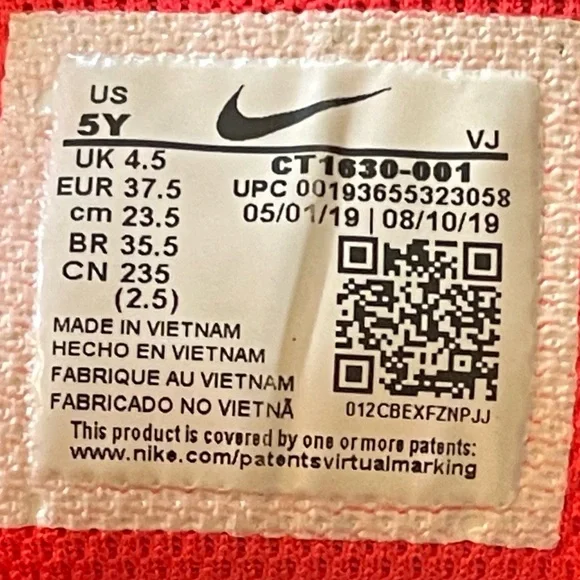 US
5Y
VJ
UK 4.5
EUR 37.5
cm 23.5
BR 35.5
CN 235
(2.5)
CT1630-001
UPC 00193655323058
05/01/19 | 08/10/19
MADE IN VIETNAM
HECHO EN VIETNAM
FABRIQUE AU VIETNAM
FABRICADO NO VIETNÃ
012CBEXFZNPJJ
This product is covered by one or more patents:
www.nike.com/patentsvirtualmarking